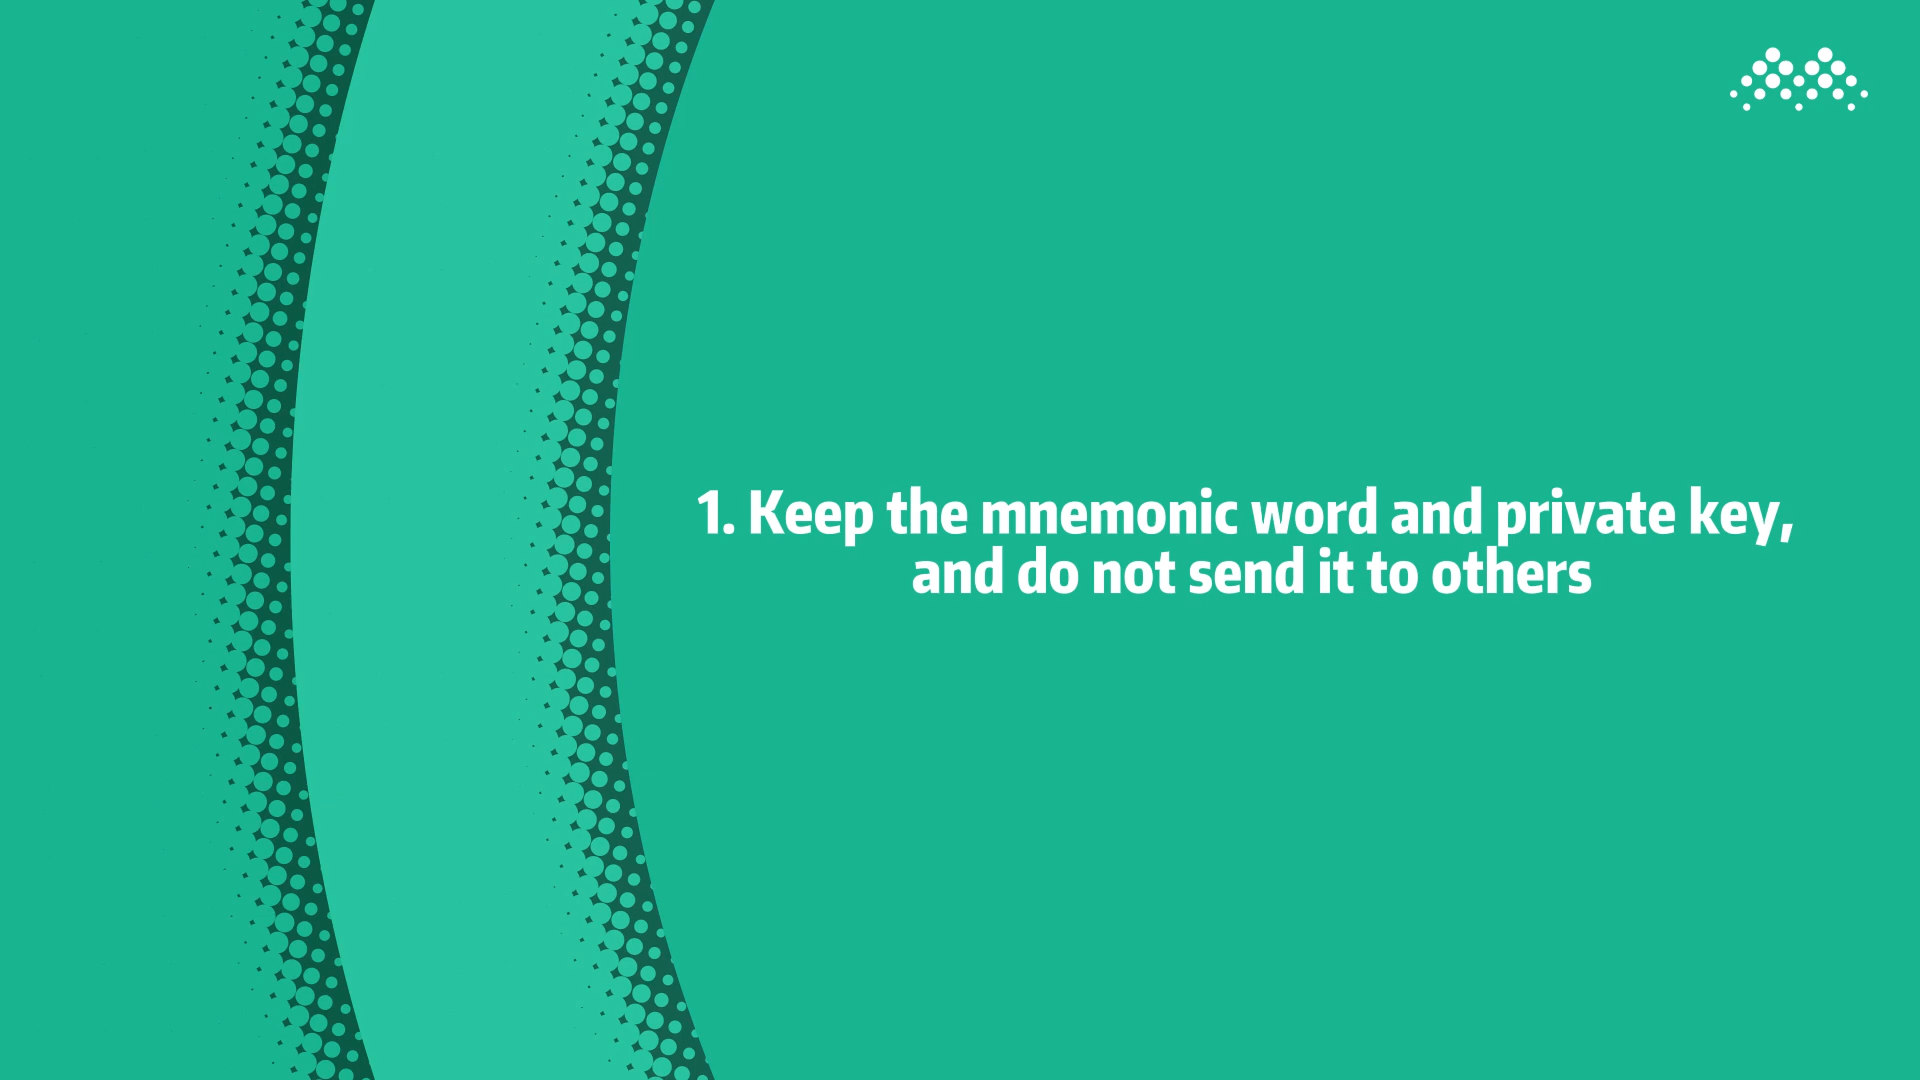 1. Keep the mnemonic word and private key,
and do not send it to others